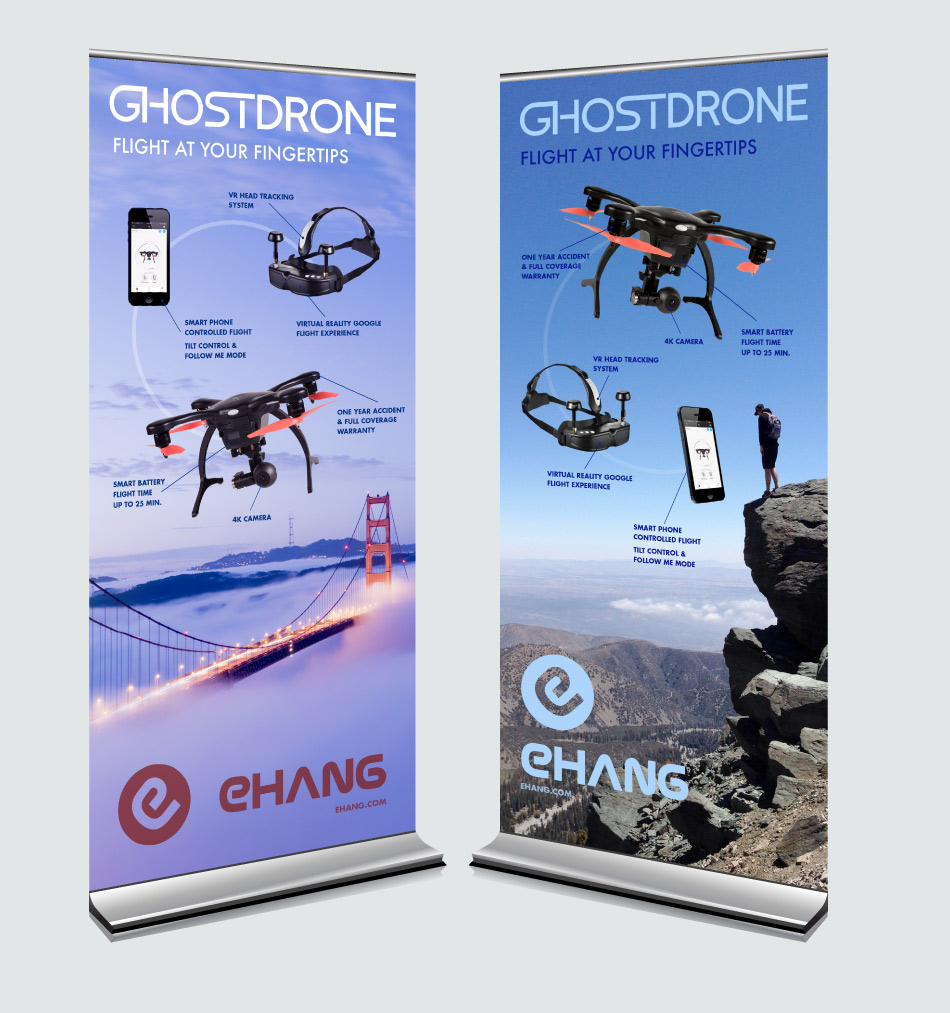 GHOSTDRONE
FLIGHT AT YOUR FINGERTIPS
VR HEAD TRACKING
SYSTEM
SMART PHONE
CONTROLLED FLIGHT
TILT CONTROL &
FOLLOW ME MODE
VIRTUAL REALITY GOOGLE
FLIGHT EXPERIENCE
ONE YEAR ACCIDENT
& FULL COVERAGE
WARRANTY
SMART BATTERY
FLIGHT TIME
UP TO 25 MIN.
4K CAMERA
eHANG
EHANG.COM
GHOSTDRONE
FLIGHT AT YOUR FINGERTIPS
ONE YEAR ACCIDENT
& FULL COVERAGE
WARRANTY
4K CAMERA
SMART BATTERY
FLIGHT TIME
UP TO 25 MIN.
VR HEAD TRACKING
SYSTEM
VIRTUAL REALITY GOOGLE
FLIGHT EXPERIENCE
SMART PHONE
CONTROLLED FLIGHT
TILT CONTROL &
FOLLOW ME MODE
eHANG
EHANG.COM